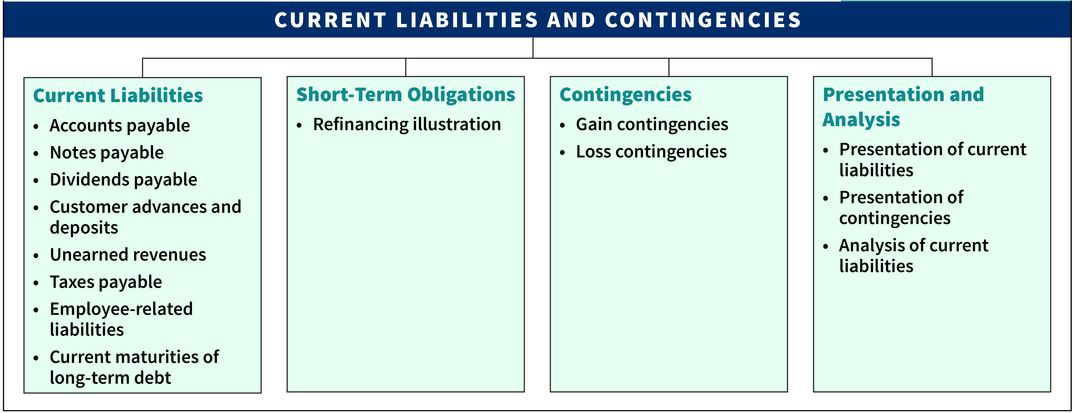 CURRENT LIABILITIES AND CONTINGENCIES
Current Liabilities
• Accounts payable
• Notes payable
• Dividends payable
• Customer advances and
deposits
• Unearned revenues
• Taxes payable
• Employee-related
liabilities
• Current maturities of
long-term debt
Short-Term Obligations
• Refinancing illustration
Contingencies
• Gain contingencies
• Loss contingencies
Presentation and
Analysis
• Presentation of current
liabilities
• Presentation of
contingencies
• Analysis of current
liabilities